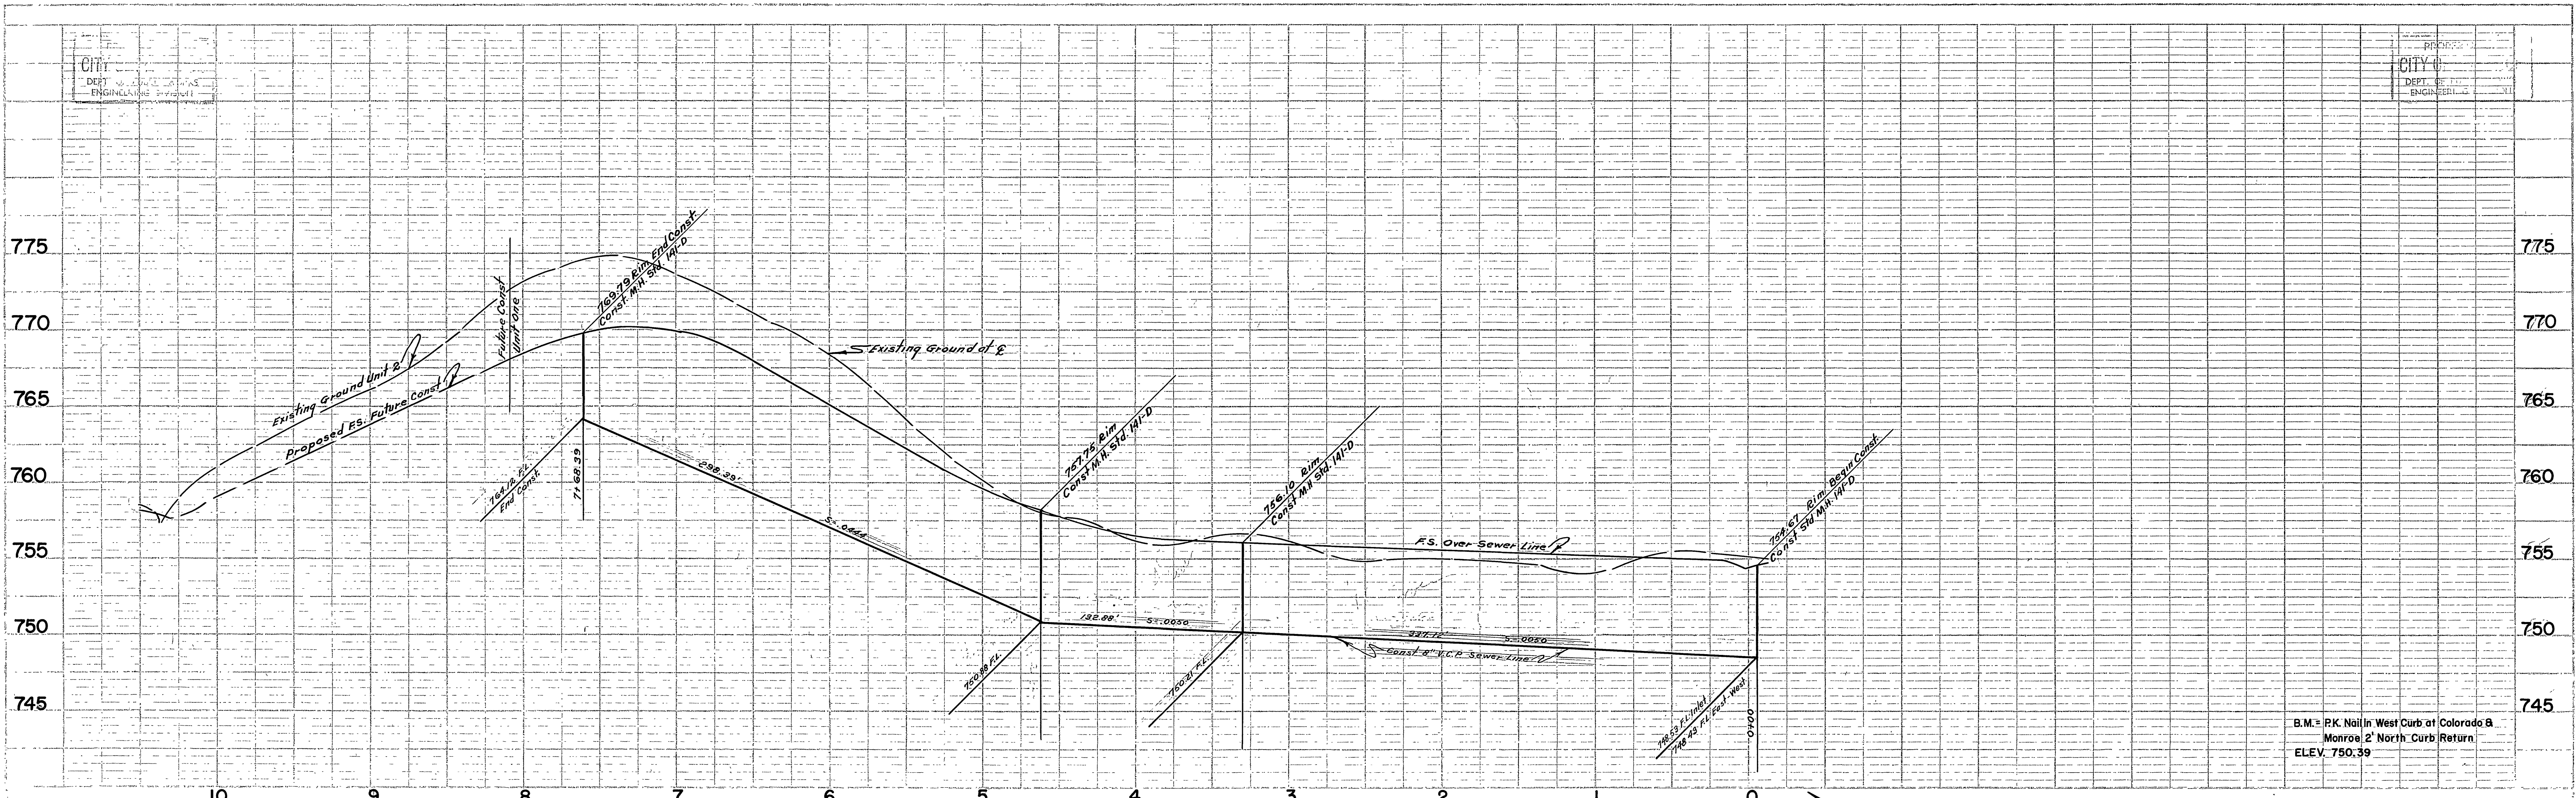 CITY
DEPT
ENGINEERING DIVISION
CITY O
DEPT. OF
ENGINEERING
775
770
765
760
755
750
745
775
770
765
760
755
750
745
Existing Ground Unit 2
Proposed F.S. Future Const
Future Const
Unit One
769.79 Rim End Const.
Const. M.H. Std. 141-D
Existing Ground at ℄
764.12 F.L.
End Const.
7+68.39
298.39'
S=.0444
Rim
Const M.H. Std. 141-D
756.10 Rim
Const M.H Std. 141-D
F.S. Over Sewer Line
754.67 Rim Begin Const.
Const Std M.H. 141-D
750.88 F.L.
132.88'
S=.0050
750.21 F.L.
337.12'
S=.0050
Const 8" V.C.P. Sewer Line
748.53 F.L. Inlet
748.43 F.L. East-West
0+00
B.M.= P.K. Nail In West Curb at Colorado &
Monroe 2' North Curb Return
ELEV. 750.39
10 9 8 7 6 5 4 3 2 1 0